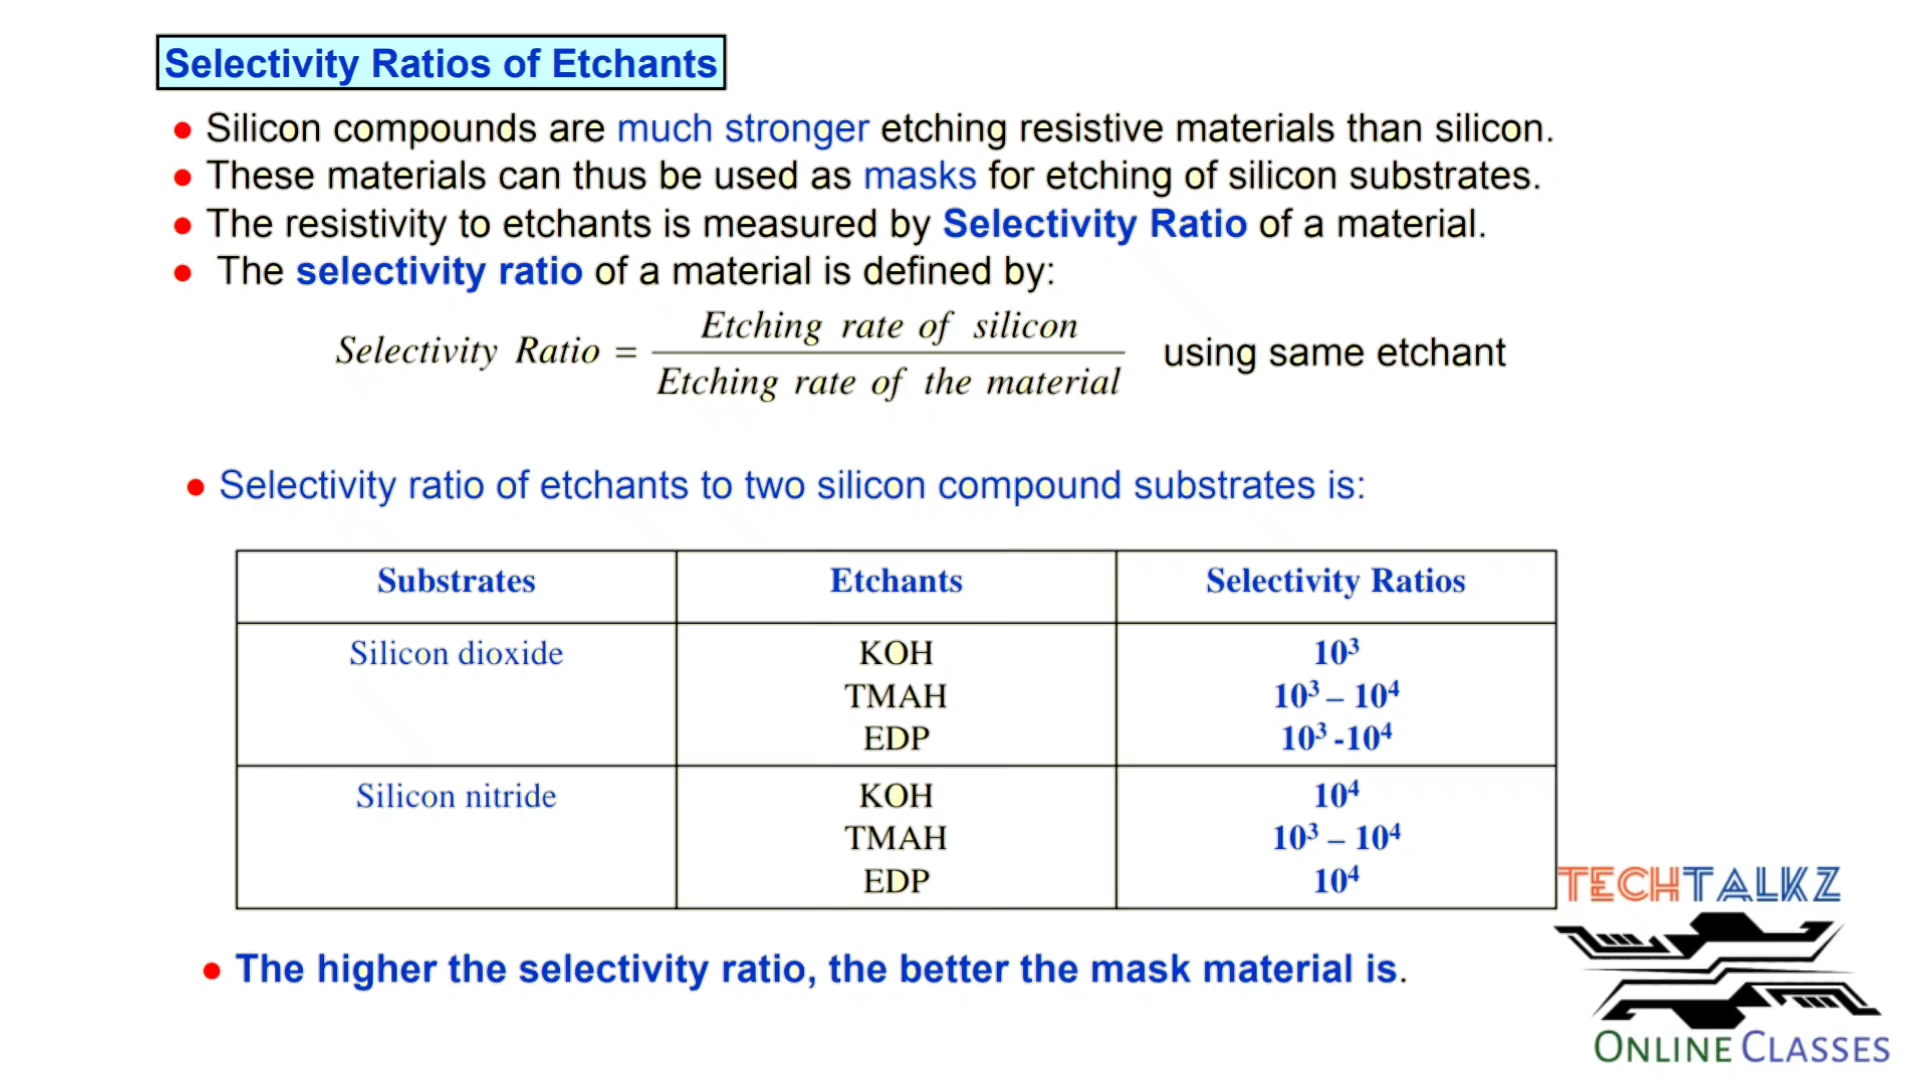 Selectivity Ratios of Etchants
● Silicon compounds are much stronger etching resistive materials than silicon.
● These materials can thus be used as masks for etching of silicon substrates.
● The resistivity to etchants is measured by Selectivity Ratio of a material.
● The selectivity ratio of a material is defined by:
Selectivity Ratio = Etching rate of silicon / Etching rate of the material using same etchant
● Selectivity ratio of etchants to two silicon compound substrates is:
Substrates Etchants Selectivity Ratios
Silicon dioxide KOH 10³
TMAH 10³ – 10⁴
EDP 10³ -10⁴
Silicon nitride KOH 10⁴
TMAH 10³ – 10⁴
EDP 10⁴
● The higher the selectivity ratio, the better the mask material is.
TECHTALKZ
ONLINE CLASSES